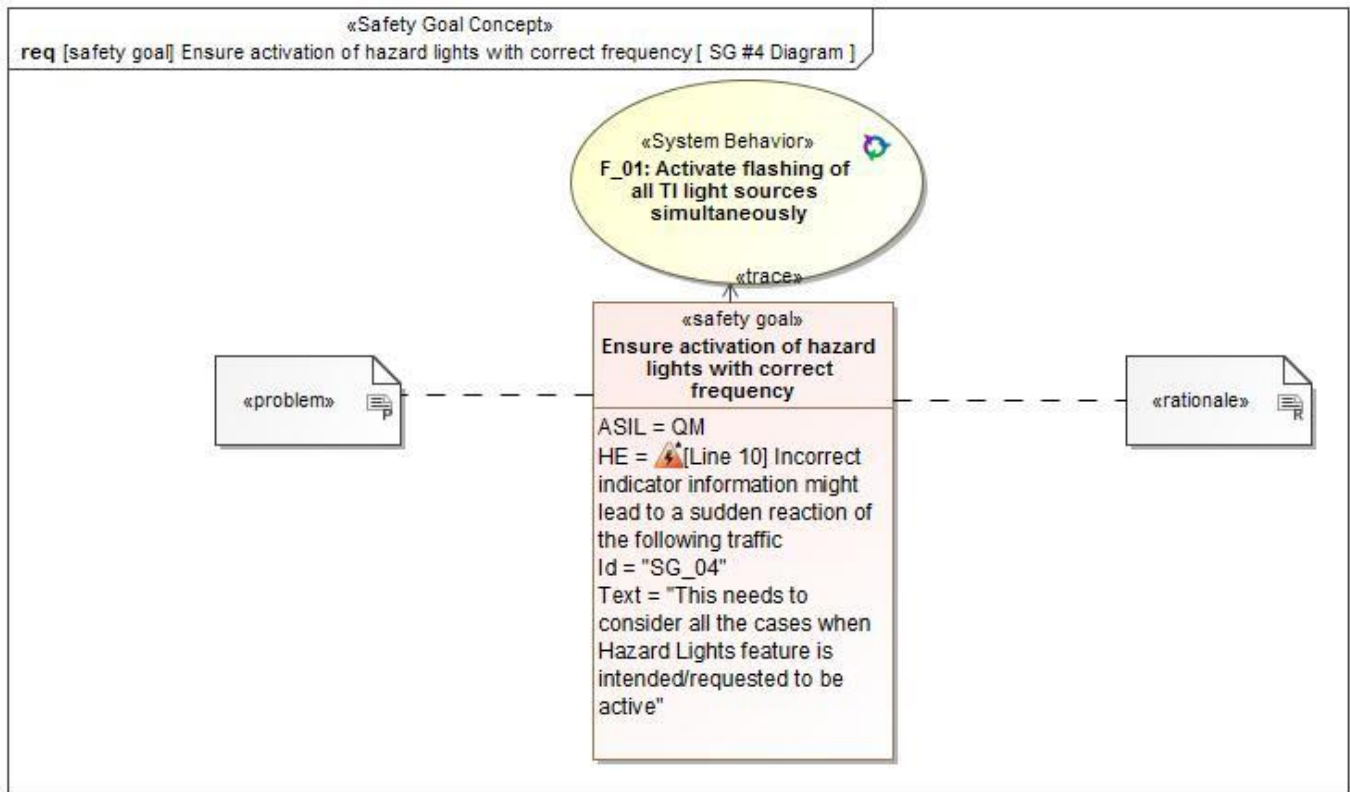 «Safety Goal Concept»
req [safety goal] Ensure activation of hazard lights with correct frequency [ SG #4 Diagram ]
«System Behavior»
F_01: Activate flashing of
all TI light sources
simultaneously
«trace»
«safety goal»
Ensure activation of hazard
lights with correct
frequency
«problem»
P
«rationale»
R
ASIL = QM
HE = [Line 10] Incorrect
indicator information might
lead to a sudden reaction of
the following traffic
Id = "SG_04"
Text = "This needs to
consider all the cases when
Hazard Lights feature is
intended/requested to be
active"